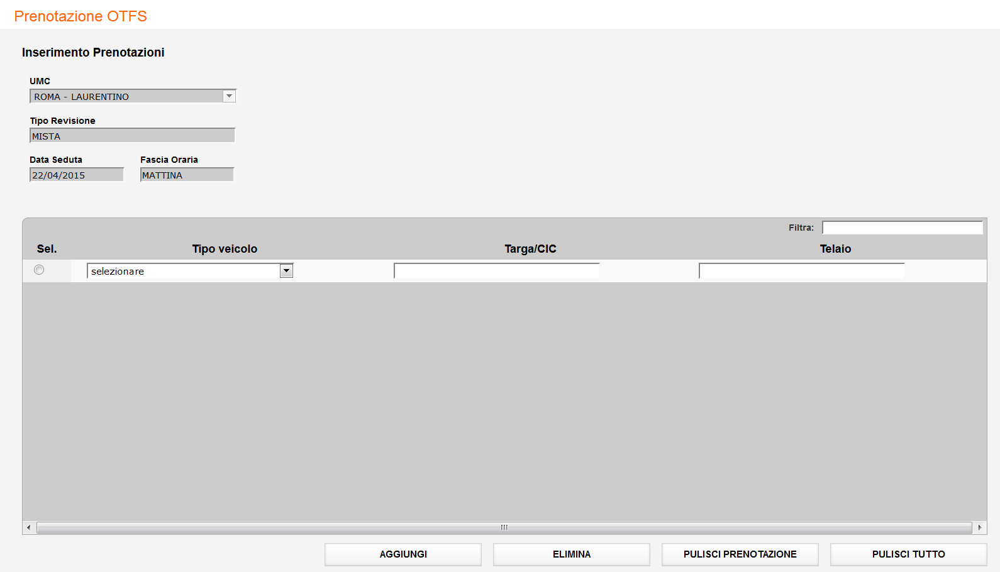 Prenotazione OTFS
Inserimento Prenotazioni
UMC
ROMA - LAURENTINO
Tipo Revisione
MISTA
Data Seduta Fascia Oraria
22/04/2015 MATTINA
Filtra:
Sel. Tipo veicolo Targa/CIC Telaio
selezionare
AGGIUNGI ELIMINA PULISCI PRENOTAZIONE PULISCI TUTTO